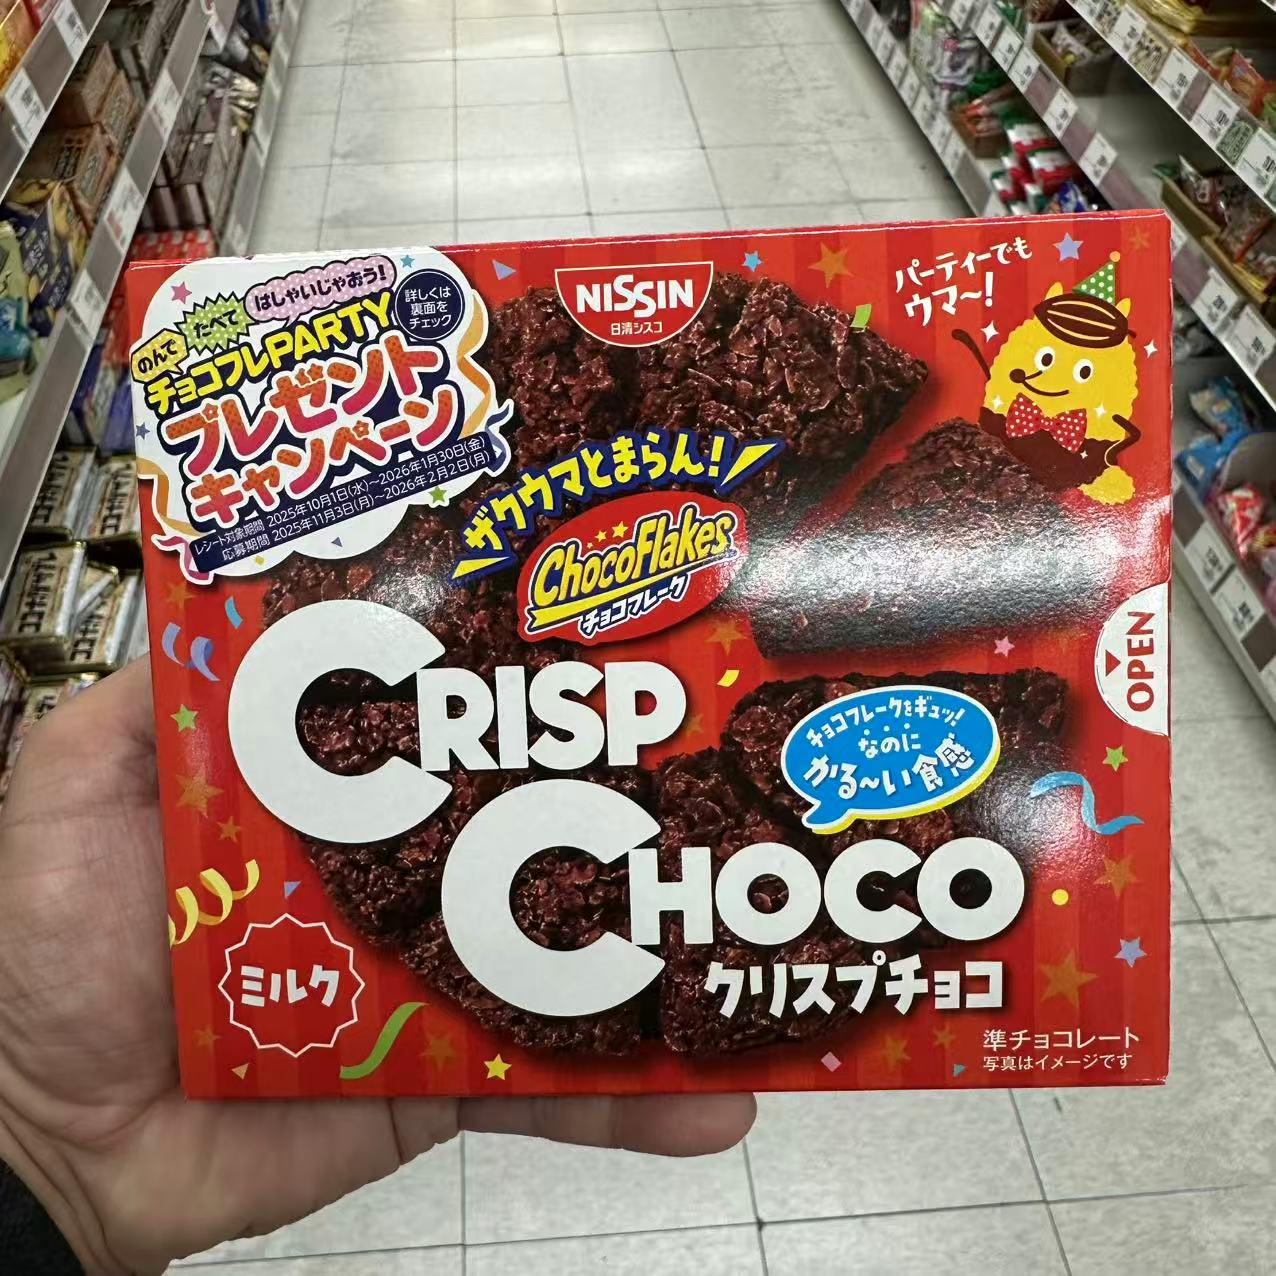 のんで
たべて
はしゃいじゃおう!
チョコフレPARTY
プレゼント
キャンペーン
詳しくは
裏面を
チェック
レシート対象期間 2025年10月1日(水)~2026年1月30日(金)
応募期間 2025年11月3日(月)~2026年2月2日(月)
NISSIN
日清シスコ
パーティーでも
ウマ~!
ザクウマとまらん!
ChocoFlakes
チョコフレーク
OPEN
CRISP
チョコフレークをギュッ!
なのに
かる~い食感
CHOCO
クリスプチョコ
ミルク
準チョコレート
写真はイメージです